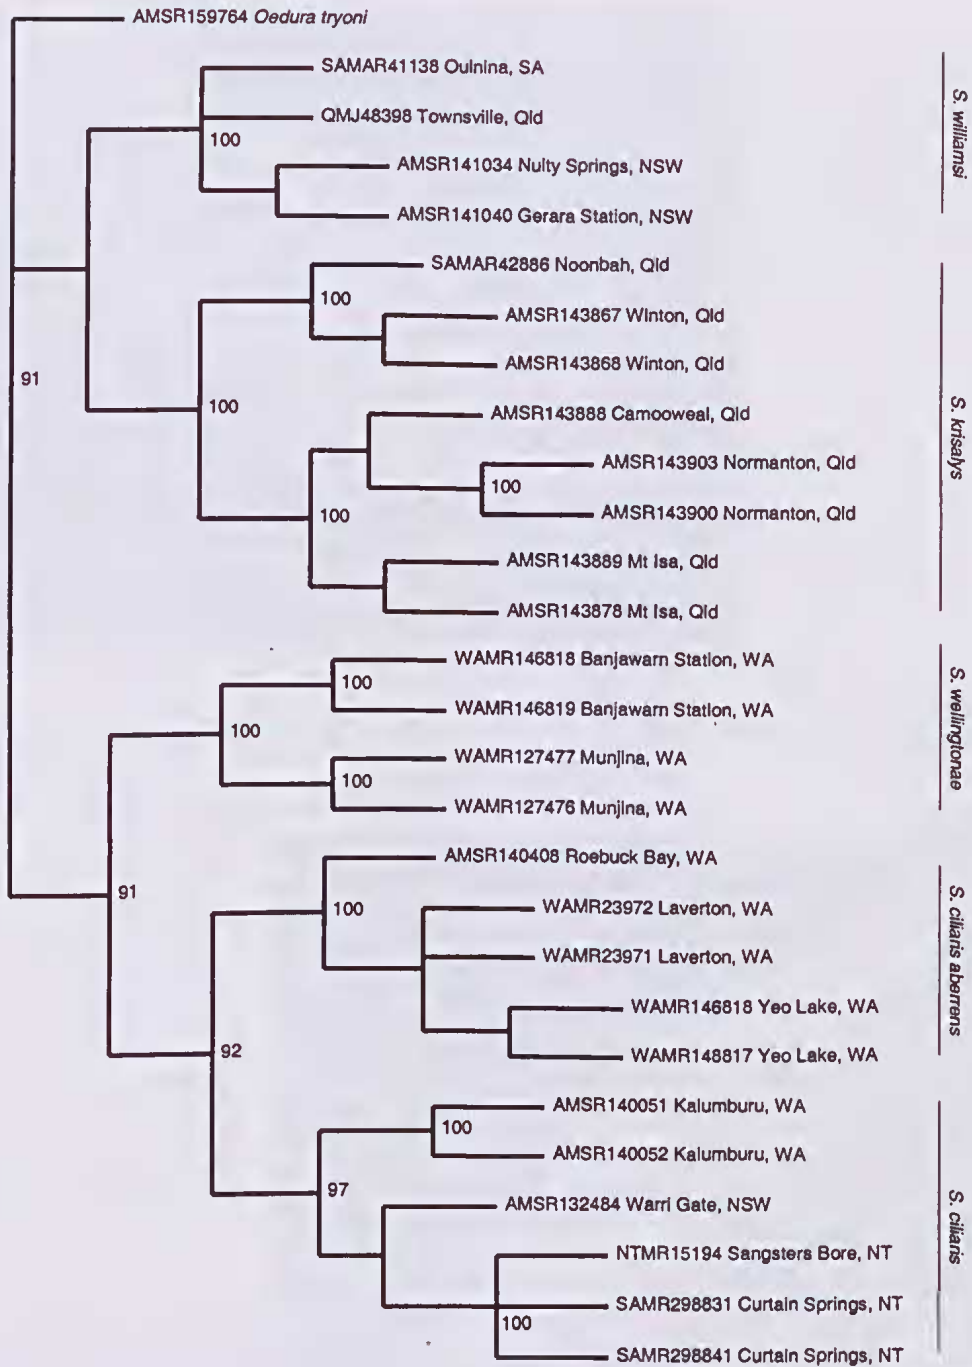 AMSR159764 Oedura tryoni
SAMAR41138 Oulnina, SA
QMJ48398 Townsville, Qld
100
AMSR141034 Nulty Springs, NSW
AMSR141040 Gerara Station, NSW
S. williamsi
SAMAR42886 Noonbah, Qld
100
AMSR143867 Winton, Qld
AMSR143868 Winton, Qld
91
100
AMSR143888 Camooweal, Qld
AMSR143903 Normanton, Qld
100
AMSR143900 Normanton, Qld
100
AMSR143889 Mt Isa, Qld
AMSR143878 Mt Isa, Qld
S. krisalys
WAMR146818 Banjawarn Station, WA
100
WAMR146819 Banjawarn Station, WA
100
WAMR127477 Munjina, WA
100
WAMR127476 Munjina, WA
S. wellingtonae
AMSR140408 Roebuck Bay, WA
91
100
WAMR23972 Laverton, WA
WAMR23971 Laverton, WA
WAMR146818 Yeo Lake, WA
92
WAMR148817 Yeo Lake, WA
S. ciliaris aberrens
AMSR140051 Kalumburu, WA
100
AMSR140052 Kalumburu, WA
97
AMSR132484 Warri Gate, NSW
NTMR15194 Sangsters Bore, NT
SAMR298831 Curtain Springs, NT
100
SAMR298841 Curtain Springs, NT
S. ciliaris